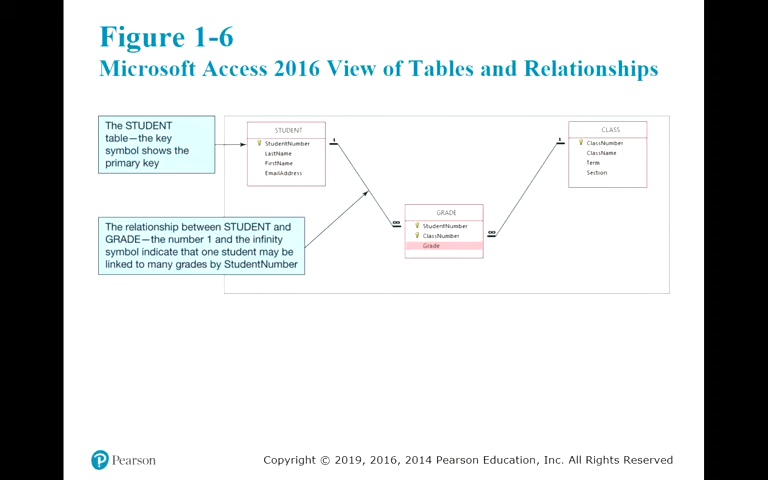 Figure 1-6
Microsoft Access 2016 View of Tables and Relationships
The STUDENT
table—the key
symbol shows the
primary key
STUDENT
StudentNumber
LastName
FirstName
EmailAddress
1
CLASS
ClassNumber
ClassName
Term
Section
1
The relationship between STUDENT and
GRADE—the number 1 and the infinity
symbol indicate that one student may be
linked to many grades by StudentNumber
GRADE
StudentNumber
ClassNumber
Grade
∞
∞
Pearson
Copyright © 2019, 2016, 2014 Pearson Education, Inc. All Rights Reserved